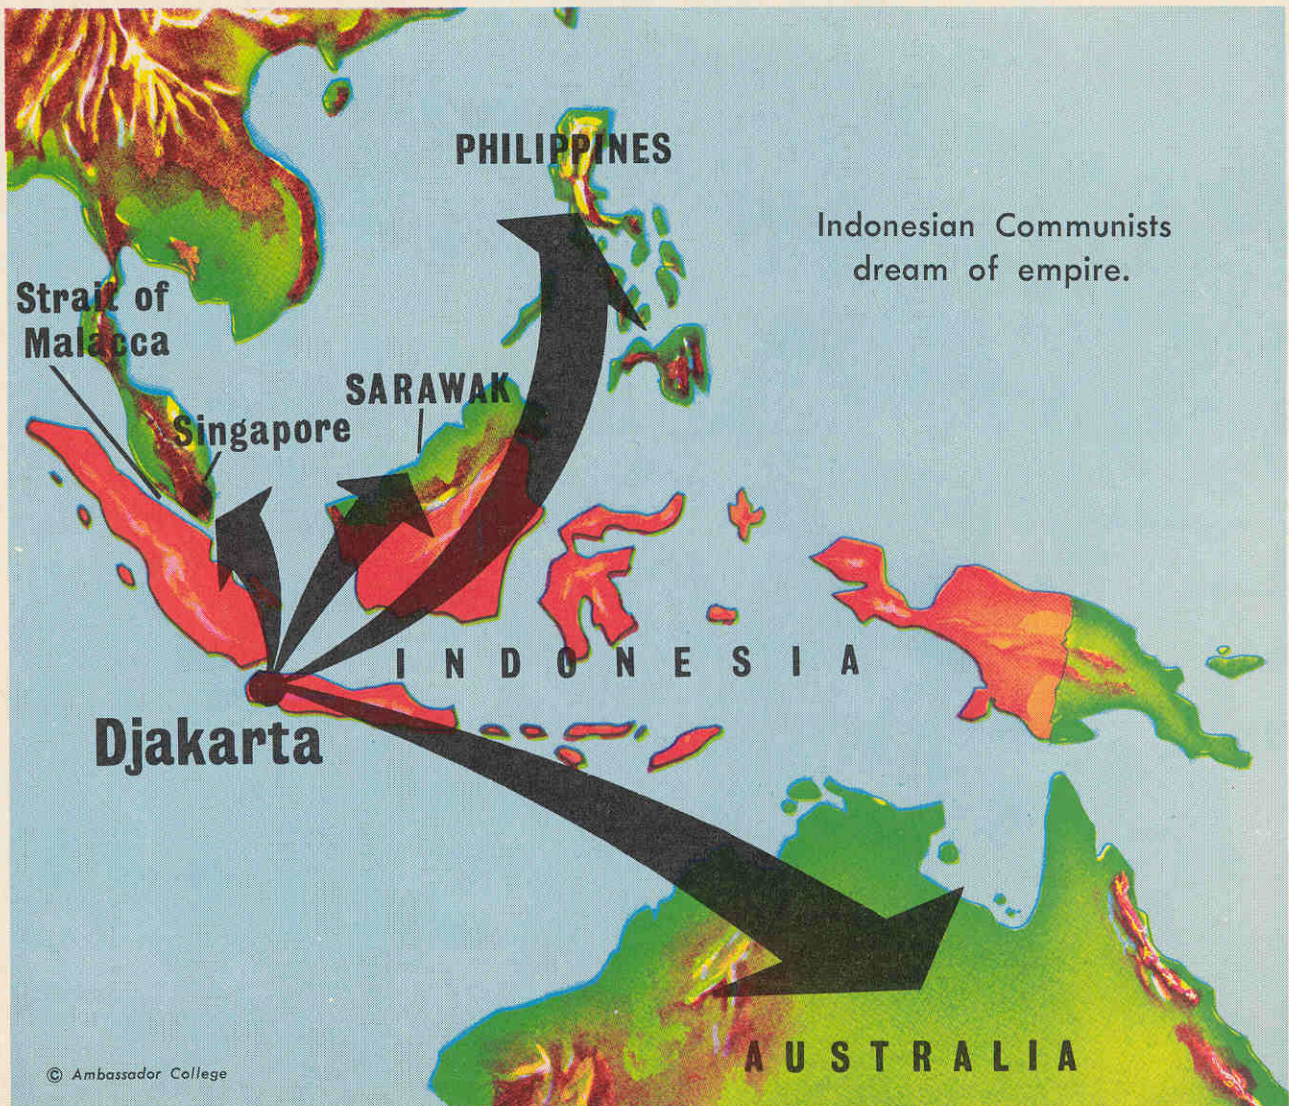 PHILIPPINES
Indonesian Communists
dream of empire.
Strait of
Malacca
SARAWAK
Singapore
INDONESIA
Djakarta
AUSTRALIA
© Ambassador College